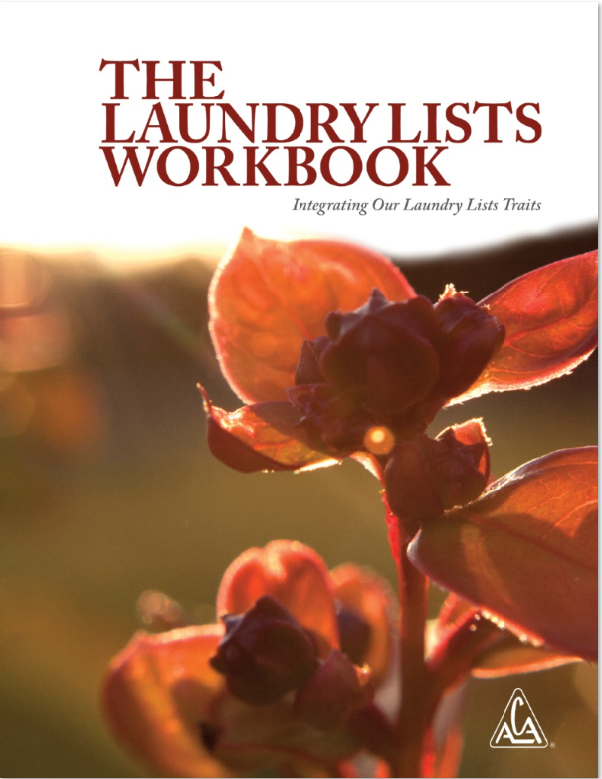 THE
LAUNDRY LISTS
WORKBOOK
Integrating Our Laundry Lists Traits
ACA
®